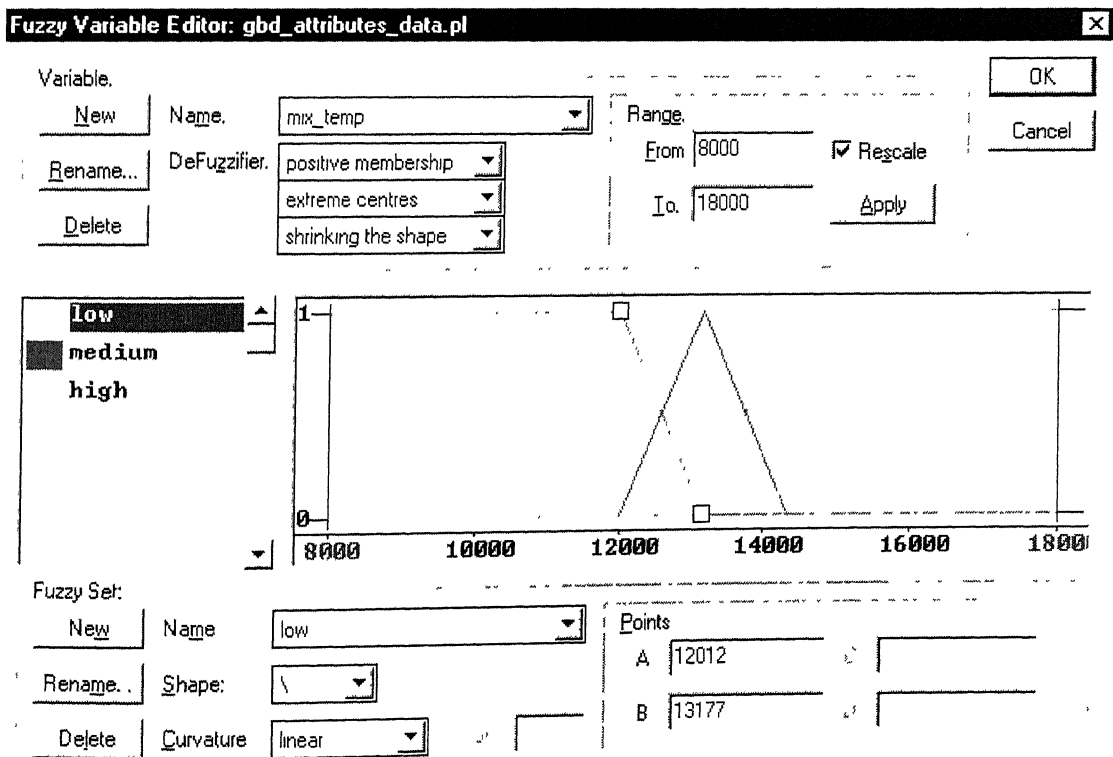 Fuzzy Variable Editor: gbd_attributes_data.pl
Variable.
OK
New
Name.
mix_temp
Range.
Cancel
From
8000
Rescale
Rename...
DeFuzzifier.
positive membership
extreme centres
To.
18000
Apply
Delete
shrinking the shape
low
medium
high
1
0
8000 10000 12000 14000 16000 1800
Fuzzy Set:
New
Name
low
Points
A
12012
Rename..
Shape:
\
B
13177
Delete
Curvature
linear